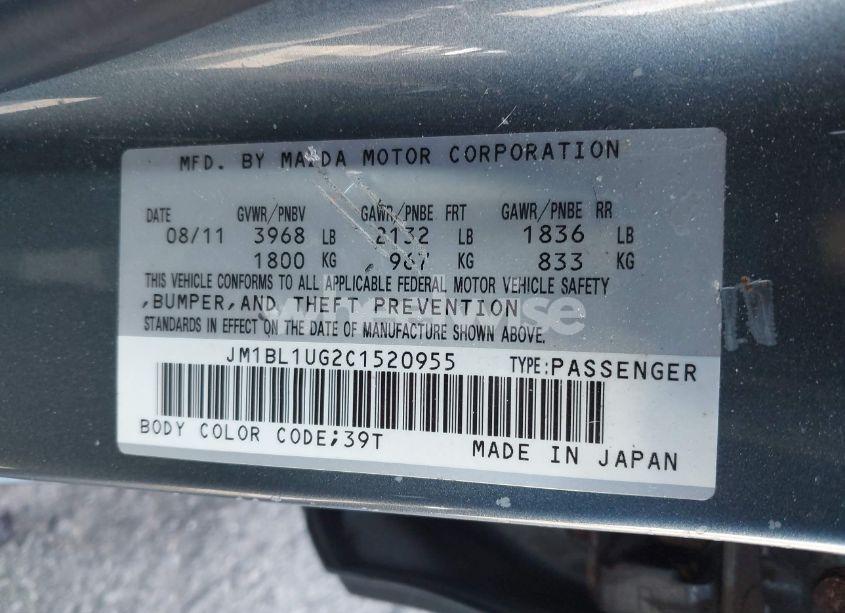 MFD. BY MAZDA MOTOR CORPORATION
DATE GVWR/PNBV GAWR/PNBE FRT GAWR/PNBE RR
08/11 3968 LB 2132 LB 1836 LB
1800 KG 967 KG 833 KG
THIS VEHICLE CONFORMS TO ALL APPLICABLE FEDERAL MOTOR VEHICLE SAFETY
,BUMPER,AND THEFT PREVENTION
STANDARDS IN EFFECT ON THE DATE OF MANUFACTURE SHOWN ABOVE.
JM1BL1UG2C1520955 TYPE:PASSENGER
BODY COLOR CODE;39T MADE IN JAPAN